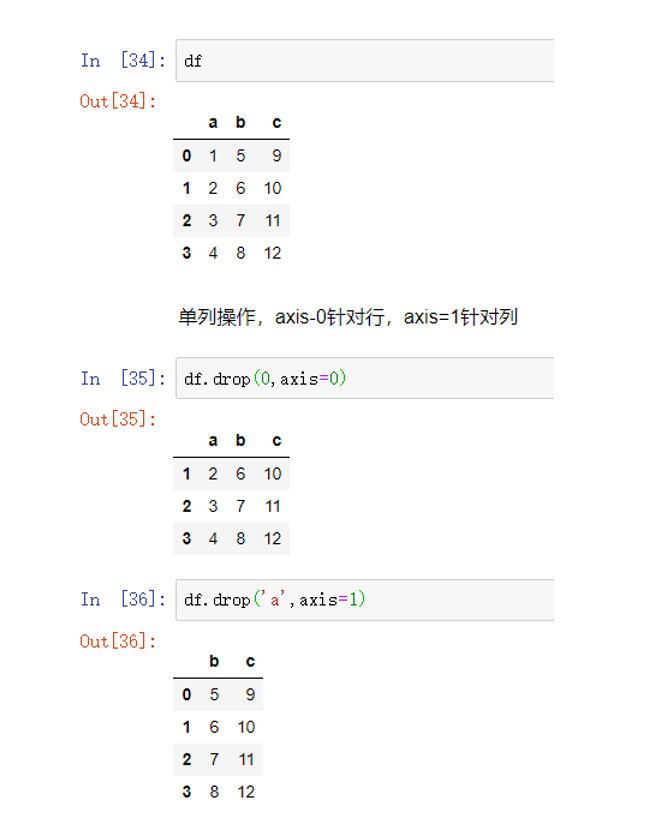 In [34]: df
Out[34]:
a b c
0 1 5 9
1 2 6 10
2 3 7 11
3 4 8 12
单列操作，axis-0针对行，axis=1针对列
In [35]: df.drop(0,axis=0)
Out[35]:
a b c
1 2 6 10
2 3 7 11
3 4 8 12
In [36]: df.drop('a',axis=1)
Out[36]:
b c
0 5 9
1 6 10
2 7 11
3 8 12